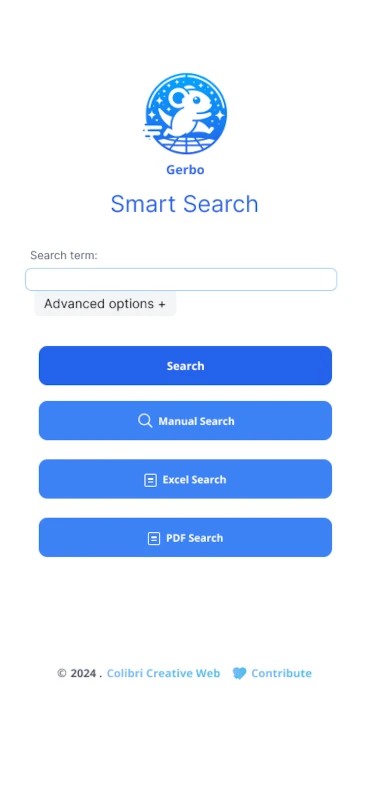 Gerbo
Smart Search
Search term:
Advanced options +
Search
Manual Search
Excel Search
PDF Search
© 2024 . Colibri Creative Web Contribute